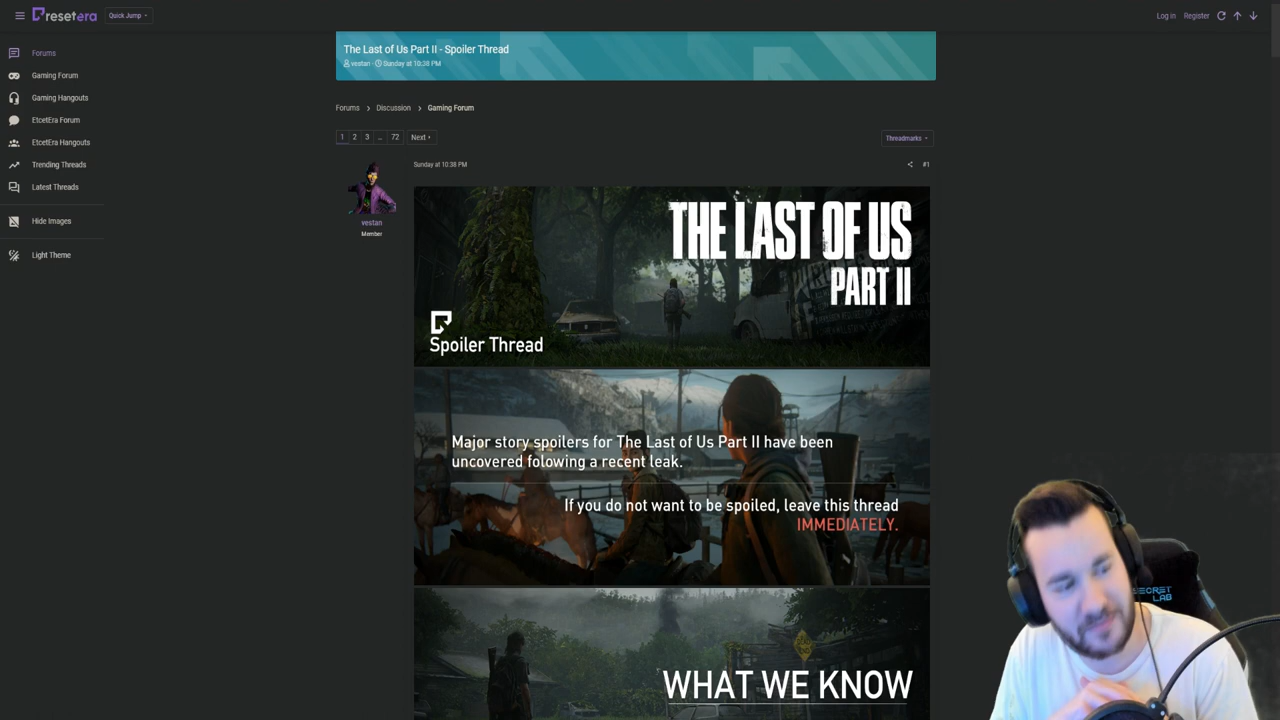 resetera
Quick Jump
Log in
Register
Forums
Gaming Forum
Gaming Hangouts
EtcetEra Forum
EtcetEra Hangouts
Trending Threads
Latest Threads
Hide Images
Light Theme
The Last of Us Part II - Spoiler Thread
vestan · Sunday at 10:38 PM
Forums > Discussion > Gaming Forum
1 2 3 ... 72 Next
Threadmarks
Sunday at 10:38 PM
#1
vestan
Member
THE LAST OF US
PART II
Spoiler Thread
Major story spoilers for The Last of Us Part II have been
uncovered folowing a recent leak.
If you do not want to be spoiled, leave this thread
IMMEDIATELY.
WHAT WE KNOW
SECRET
LAB